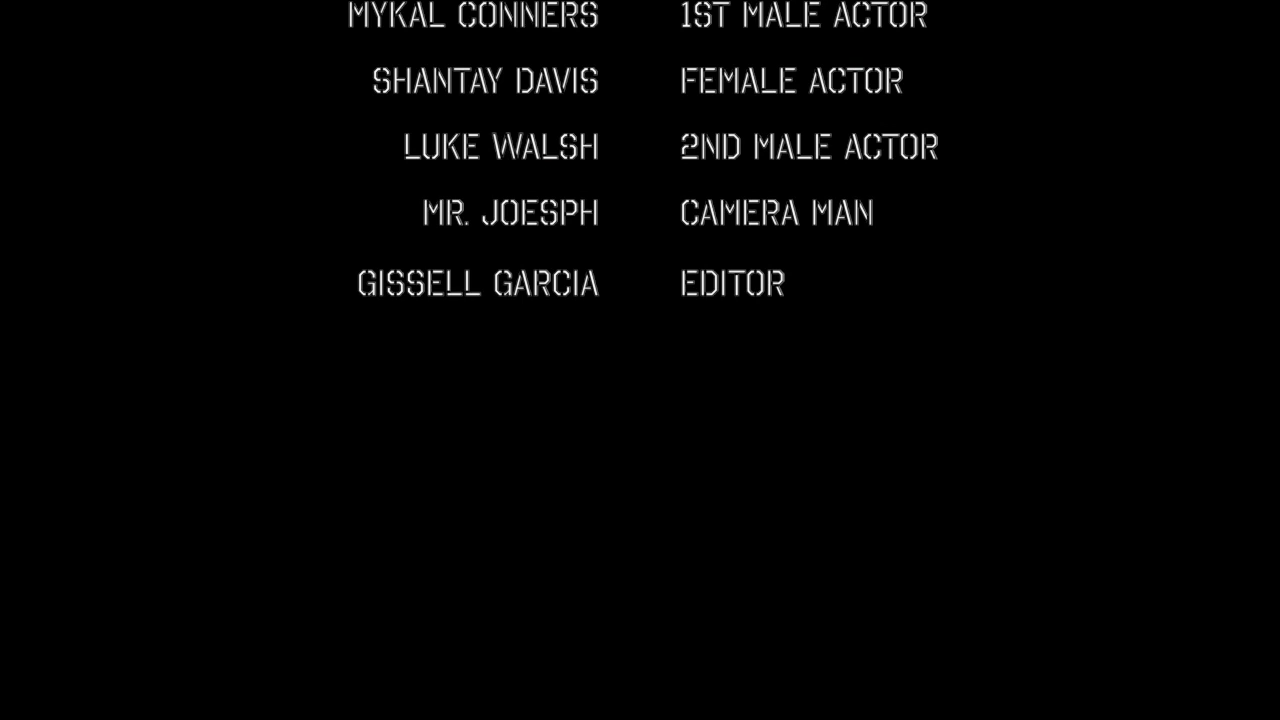 MYKAL CONNERS 1ST MALE ACTOR
SHANTAY DAVIS FEMALE ACTOR
LUKE WALSH 2ND MALE ACTOR
MR. JOESPH CAMERA MAN
GISSELL GARCIA EDITOR